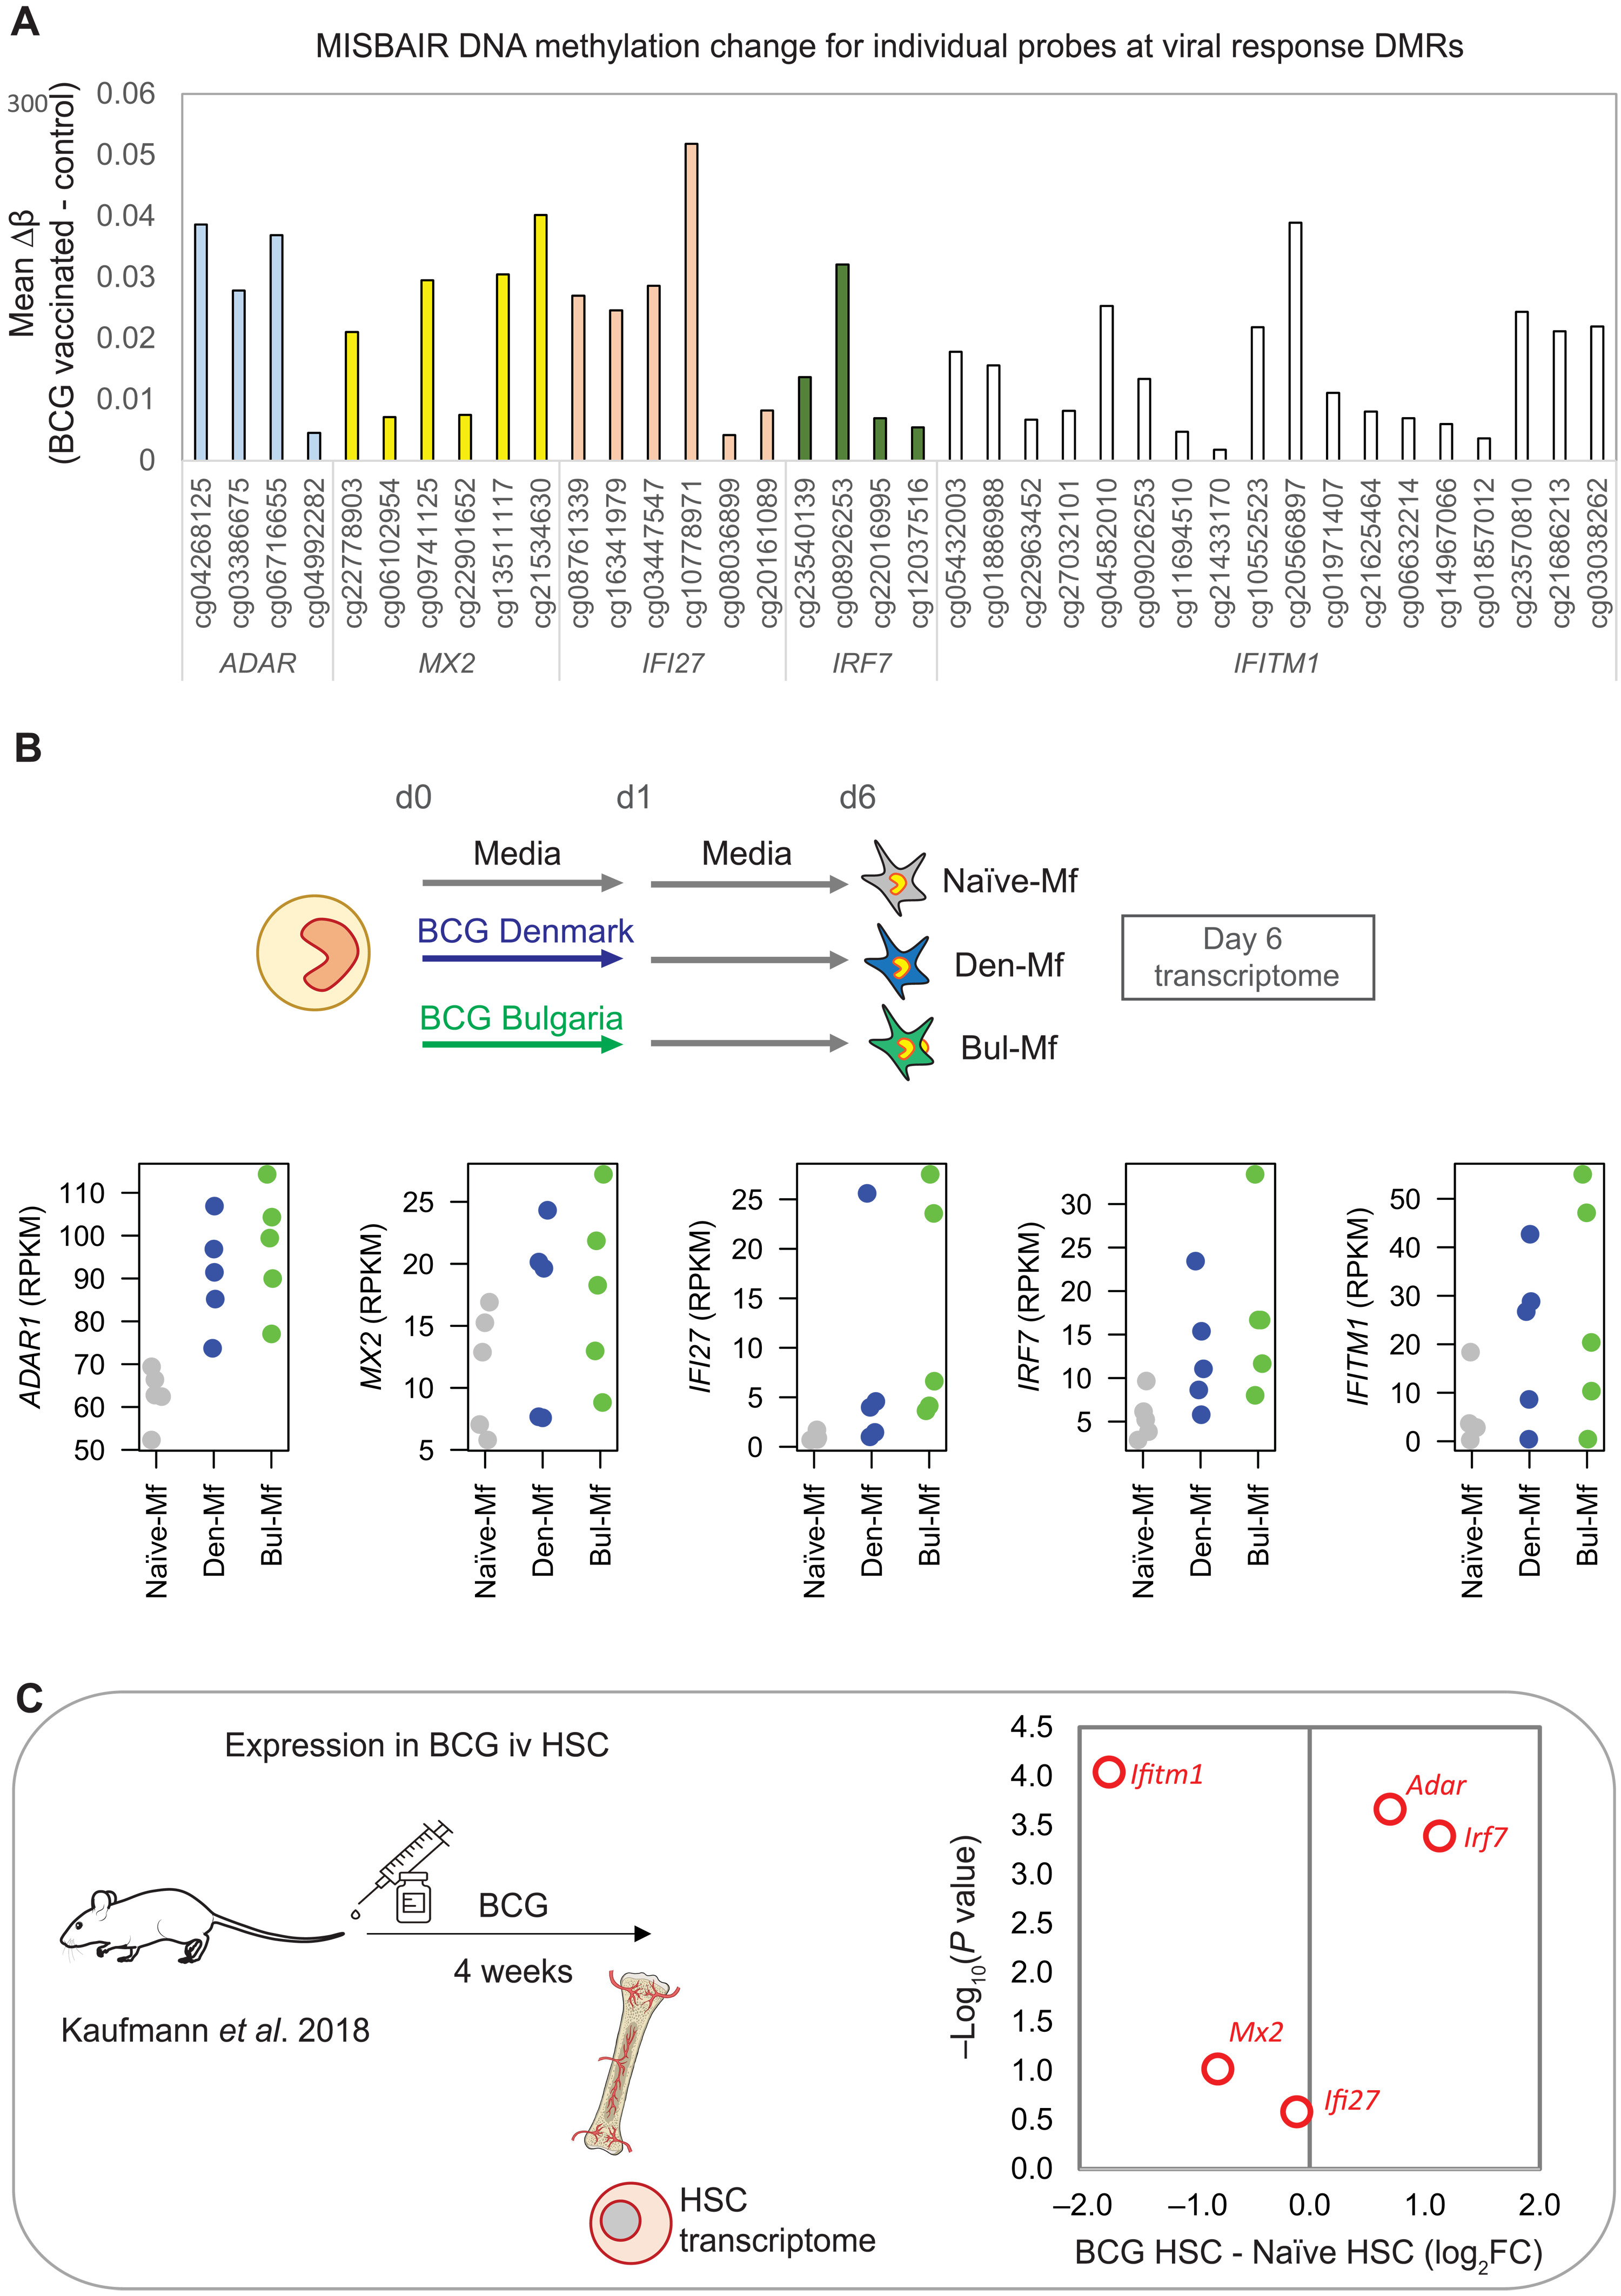 A
MISBAIR DNA methylation change for individual probes at viral response DMRs
300
Mean Δβ
(BCG vaccinated - control)
0.06
0.05
0.04
0.03
0.02
0.01
0
cg04268125
cg03386675
cg06716655
cg04992282
cg22778903
cg06102954
cg09741125
cg22901652
cg13511117
cg21534630
cg08761339
cg16341979
cg03447547
cg10778971
cg08036899
cg20161089
cg23540139
cg08926253
cg22016995
cg12037516
cg05432003
cg01886988
cg22963452
cg27032101
cg04582010
cg09026253
cg11694510
cg21433170
cg10552523
cg20566897
cg01971407
cg21625464
cg06632214
cg14967066
cg01857012
cg23570810
cg21686213
cg03038262
ADAR
MX2
IFI27
IRF7
IFITM1
B
d0
d1
d6
Media
Media
Naïve-Mf
BCG Denmark
Den-Mf
BCG Bulgaria
Bul-Mf
Day 6
transcriptome
ADAR1 (RPKM)
110
100
90
80
70
60
50
Naïve-Mf
Den-Mf
Bul-Mf
MX2 (RPKM)
25
20
15
10
5
Naïve-Mf
Den-Mf
Bul-Mf
IFI27 (RPKM)
25
20
15
10
5
0
Naïve-Mf
Den-Mf
Bul-Mf
IRF7 (RPKM)
30
25
20
15
10
5
Naïve-Mf
Den-Mf
Bul-Mf
IFITM1 (RPKM)
50
40
30
20
10
0
Naïve-Mf
Den-Mf
Bul-Mf
C
Expression in BCG iv HSC
BCG
4 weeks
Kaufmann et al. 2018
HSC
transcriptome
–Log10(P value)
4.5
4.0
3.5
3.0
2.5
2.0
1.5
1.0
0.5
0.0
Ifitm1
Adar
Irf7
Mx2
Ifi27
–2.0
–1.0
0.0
1.0
2.0
BCG HSC - Naïve HSC (log2FC)